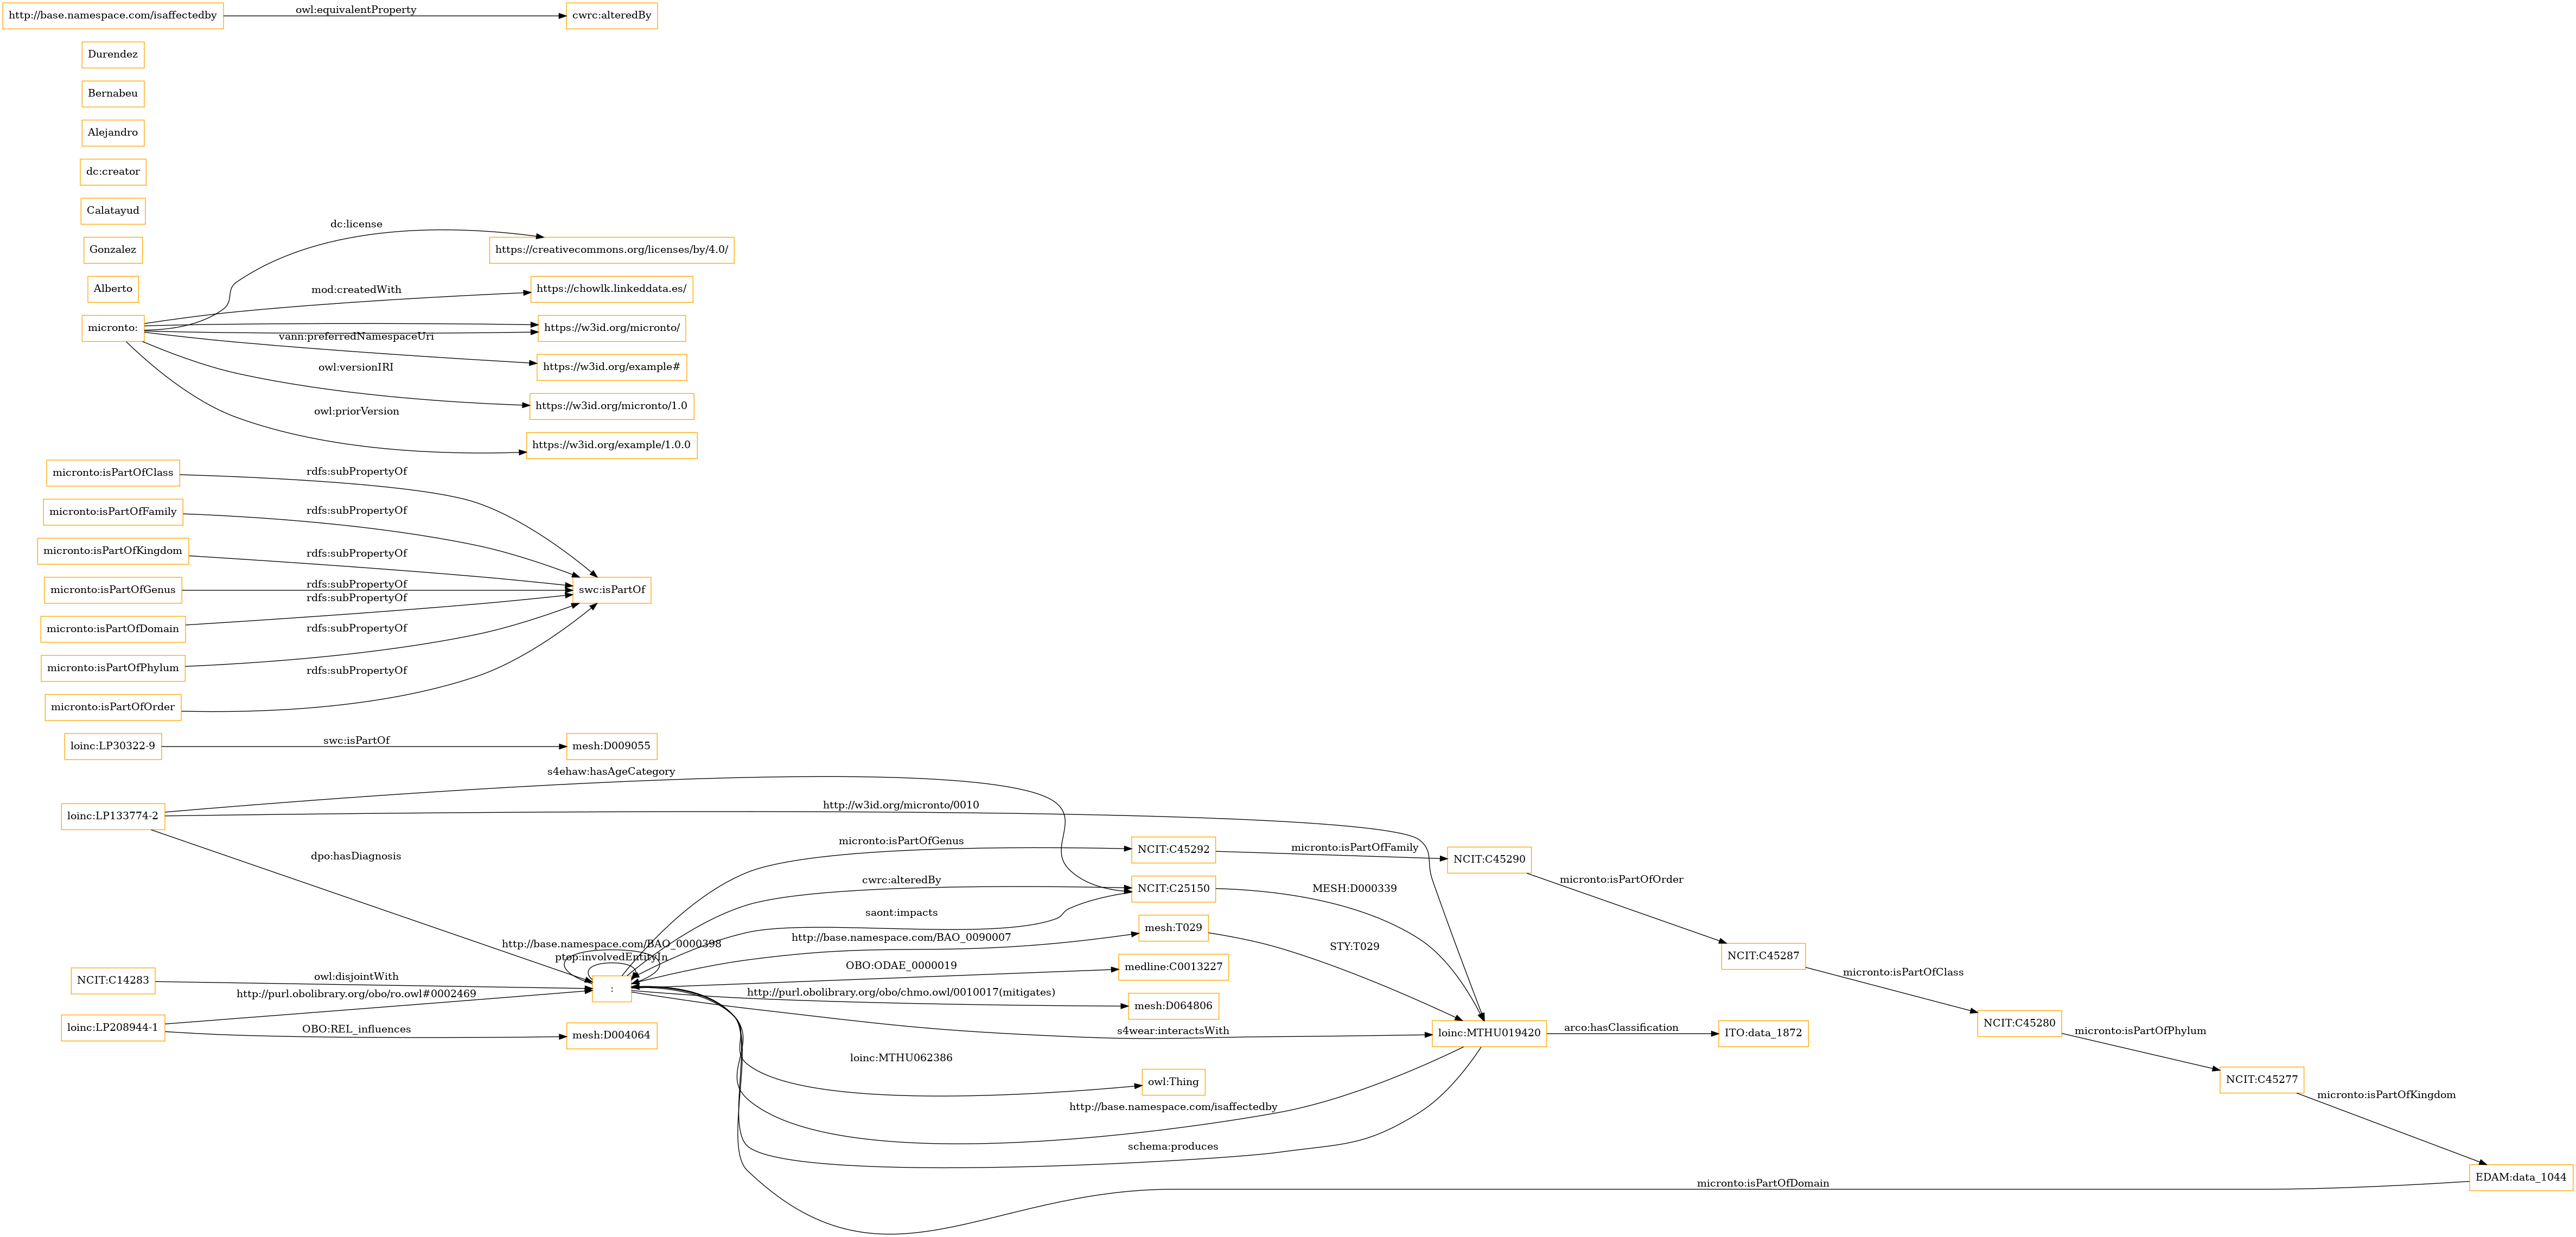 http://base.namespace.com/isaffectedby
owl:equivalentProperty
cwrc:alteredBy
Durendez
Bernabeu
Alejandro
dc:creator
Calatayud
Gonzalez
Alberto
micronto:
dc:license
https://creativecommons.org/licenses/by/4.0/
mod:createdWith
https://chowlk.linkeddata.es/
https://w3id.org/micronto/
vann:preferredNamespaceUri
https://w3id.org/example#
owl:versionIRI
https://w3id.org/micronto/1.0
owl:priorVersion
https://w3id.org/example/1.0.0
micronto:isPartOfClass
rdfs:subPropertyOf
micronto:isPartOfFamily
rdfs:subPropertyOf
micronto:isPartOfKingdom
rdfs:subPropertyOf
micronto:isPartOfGenus
rdfs:subPropertyOf
swc:isPartOf
micronto:isPartOfDomain
rdfs:subPropertyOf
micronto:isPartOfPhylum
rdfs:subPropertyOf
micronto:isPartOfOrder
rdfs:subPropertyOf
loinc:LP30322-9
swc:isPartOf
mesh:D009055
loinc:LP133774-2
s4ehaw:hasAgeCategory
http://w3id.org/micronto/0010
dpo:hasDiagnosis
micronto:isPartOfGenus
NCIT:C45292
micronto:isPartOfFamily
NCIT:C45290
cwrc:alteredBy
NCIT:C25150
MESH:D000339
micronto:isPartOfOrder
saont:impacts
http://base.namespace.com/BAO_0090007
mesh:T029
STY:T029
NCIT:C45287
http://base.namespace.com/BAO_0000398
ptop:involvedEntityIn
OBO:ODAE_0000019
medline:C0013227
micronto:isPartOfClass
NCIT:C14283
owl:disjointWith
:
http://purl.obolibrary.org/obo/ro.owl#0002469
http://purl.obolibrary.org/obo/chmo.owl/0010017(mitigates)
mesh:D064806
NCIT:C45280
loinc:LP208944-1
OBO:REL_influences
mesh:D004064
s4wear:interactsWith
loinc:MTHU019420
arco:hasClassification
ITO:data_1872
micronto:isPartOfPhylum
loinc:MTHU062386
owl:Thing
NCIT:C45277
http://base.namespace.com/isaffectedby
micronto:isPartOfKingdom
schema:produces
EDAM:data_1044
micronto:isPartOfDomain